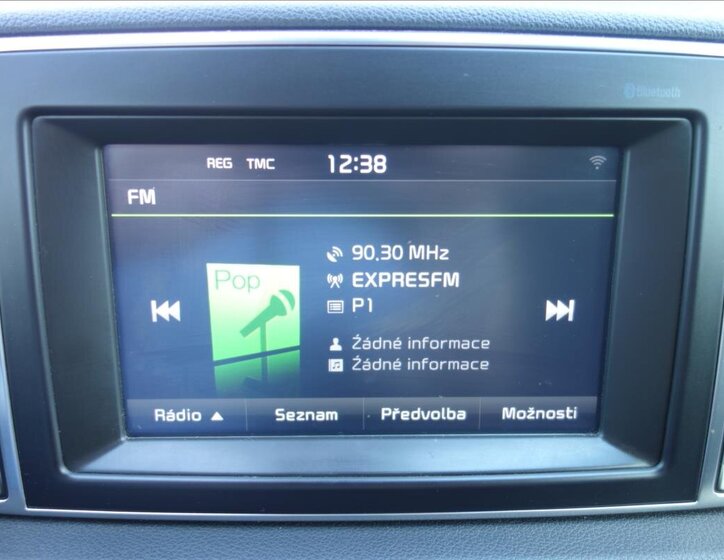 Bluetooth
REG TMC 12:38
FM
Pop
90,30 MHz
EXPRESFM
P1
Žádné informace
Žádné informace
Rádio ▲ Seznam Předvolba Možnosti